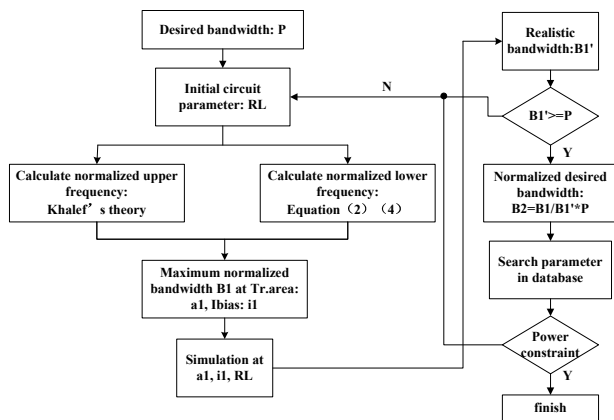 Desired bandwidth: P
Initial circuit
parameter: RL
Calculate normalized upper
frequency:
Khalef’s theory
Calculate normalized lower
frequency:
Equation（2）（4）
Maximum normalized
bandwidth B1 at Tr.area:
a1, Ibias: i1
Simulation at
a1, i1, RL
Realistic
bandwidth:B1'
N
B1'>=P
Y
Normalized desired
bandwidth:
B2=B1/B1'*P
Search parameter
in database
Power
constraint
Y
finish